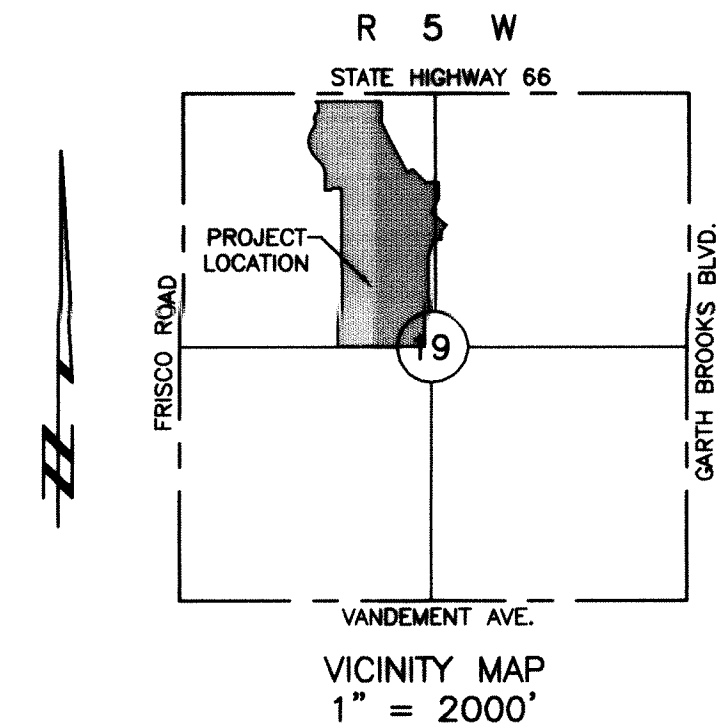 R 5 W
STATE HIGHWAY 66
PROJECT
LOCATION
FRISCO ROAD
GARTH BROOKS BLVD.
19
N
VANDEMENT AVE.
VICINITY MAP
1" = 2000'